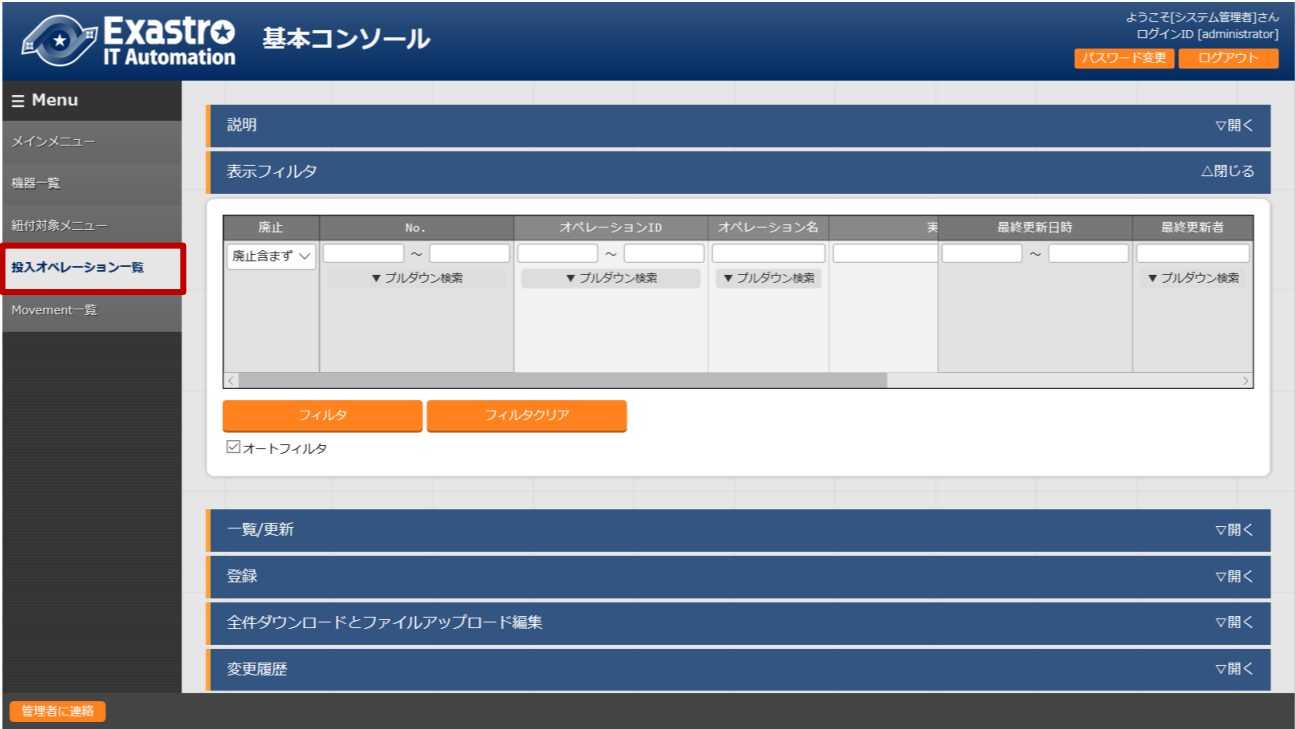 Exastro
IT Automation
基本コンソール
ようこそ[システム管理者]さん
ログインID [administrator]
パスワード変更
ログアウト
☰ Menu
メインメニュー
機器一覧
紐付対象メニュー
投入オペレーション一覧
Movement一覧
説明
▽開く
表示フィルタ
△閉じる
廃止 No. オペレーションID オペレーション名 実 最終更新日時 最終更新者
廃止含まず ～ ～ ～
▼プルダウン検索 ▼プルダウン検索 ▼プルダウン検索 ▼プルダウン検索
フィルタ
フィルタクリア
オートフィルタ
一覧/更新
▽開く
登録
▽開く
全件ダウンロードとファイルアップロード編集
▽開く
変更履歴
▽開く
管理者に連絡